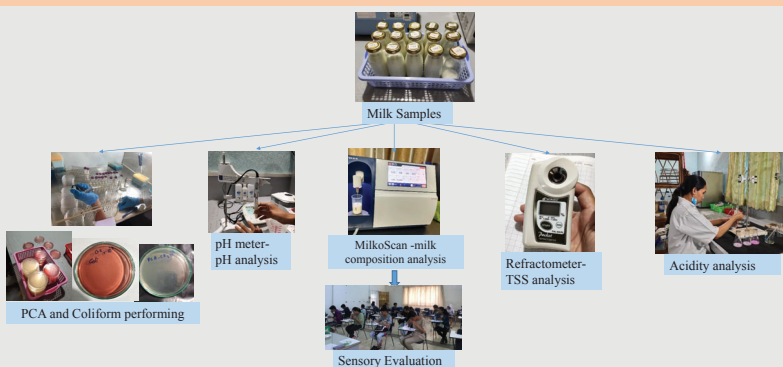 Milk Samples
pH meter-
pH analysis
MilkoScan -milk
composition analysis
Refractometer-
TSS analysis
Acidity analysis
PCA and Coliform performing
Sensory Evaluation